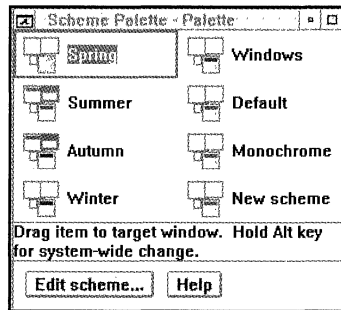 Scheme Palette - Palette
Spring
Windows
Summer
Default
Autumn
Monochrome
Winter
New scheme
Drag item to target window. Hold Alt key
for system-wide change.
Edit scheme...
Help